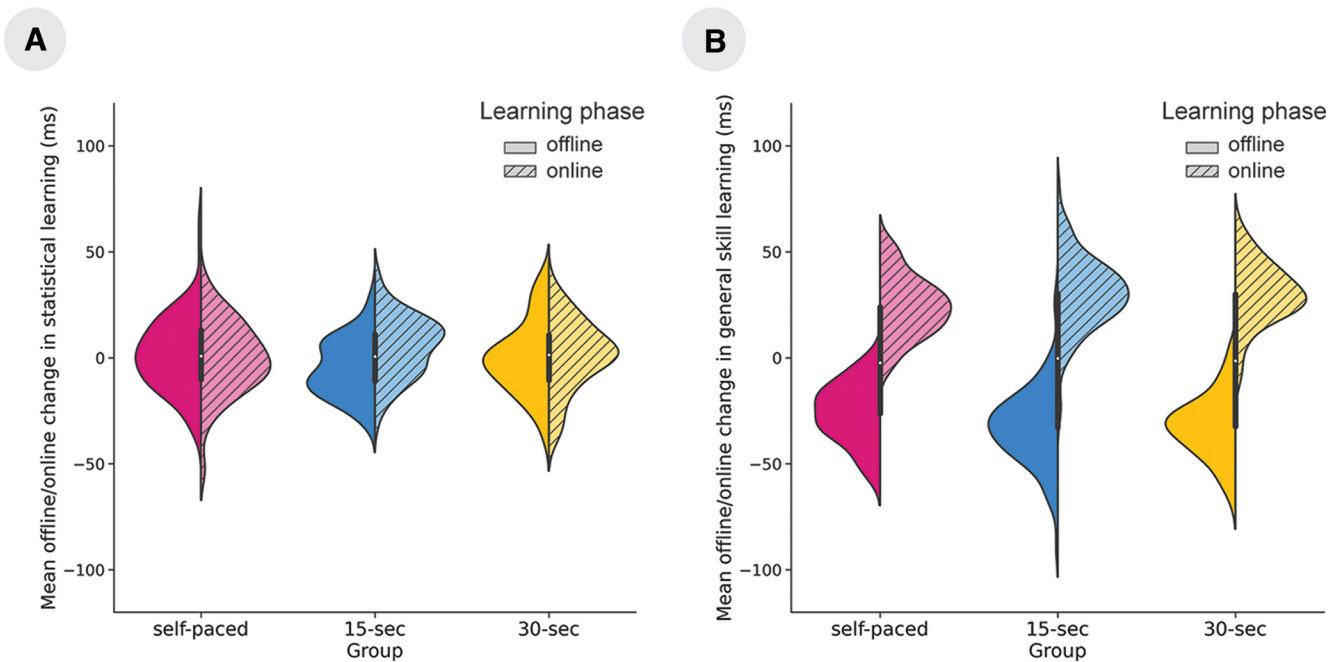 A
Mean offline/online change in statistical learning (ms)
100
50
0
−50
−100
Learning phase
offline
online
self-paced
15-sec
30-sec
Group
B
Mean offline/online change in general skill learning (ms)
100
50
0
−50
−100
Learning phase
offline
online
self-paced
15-sec
30-sec
Group